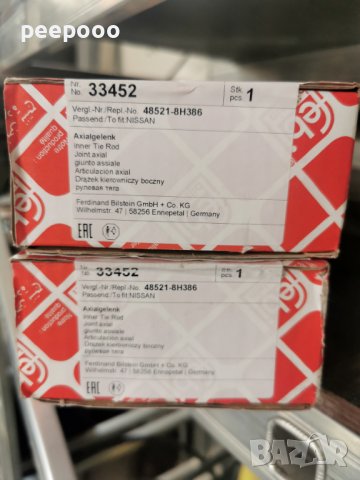 peepooo
Nr.
No. 33452
Stk
pcs. 1
Vergl.-Nr./Repl.-No. 48521-8H386
Passend./To fit:NISSAN
Axialgelenk
Inner Tie Rod
Joint axial
giunto assiale
Articulación axial
Drążek kierowniczy boczny
рулевая тяга
Ferdinand Bilstein GmbH + Co. KG
Wilhelmstr. 47 | 58256 Ennepetal | Germany
EAC
febi
quality
production:
No. 33452
pcs. 1
Vergl.-Nr./Repl.-No. 48521-8H386
Passend./To fit:NISSAN
Axialgelenk
Inner Tie Rod
Joint axial
giunto assiale
Articulación axial
Drążek kierowniczy boczny
рулевая тяга
Ferdinand Bilstein GmbH + Co. KG
Wilhelmstr. 47 | 58256 Ennepetal | Germany
EAC
febi
BAZAR